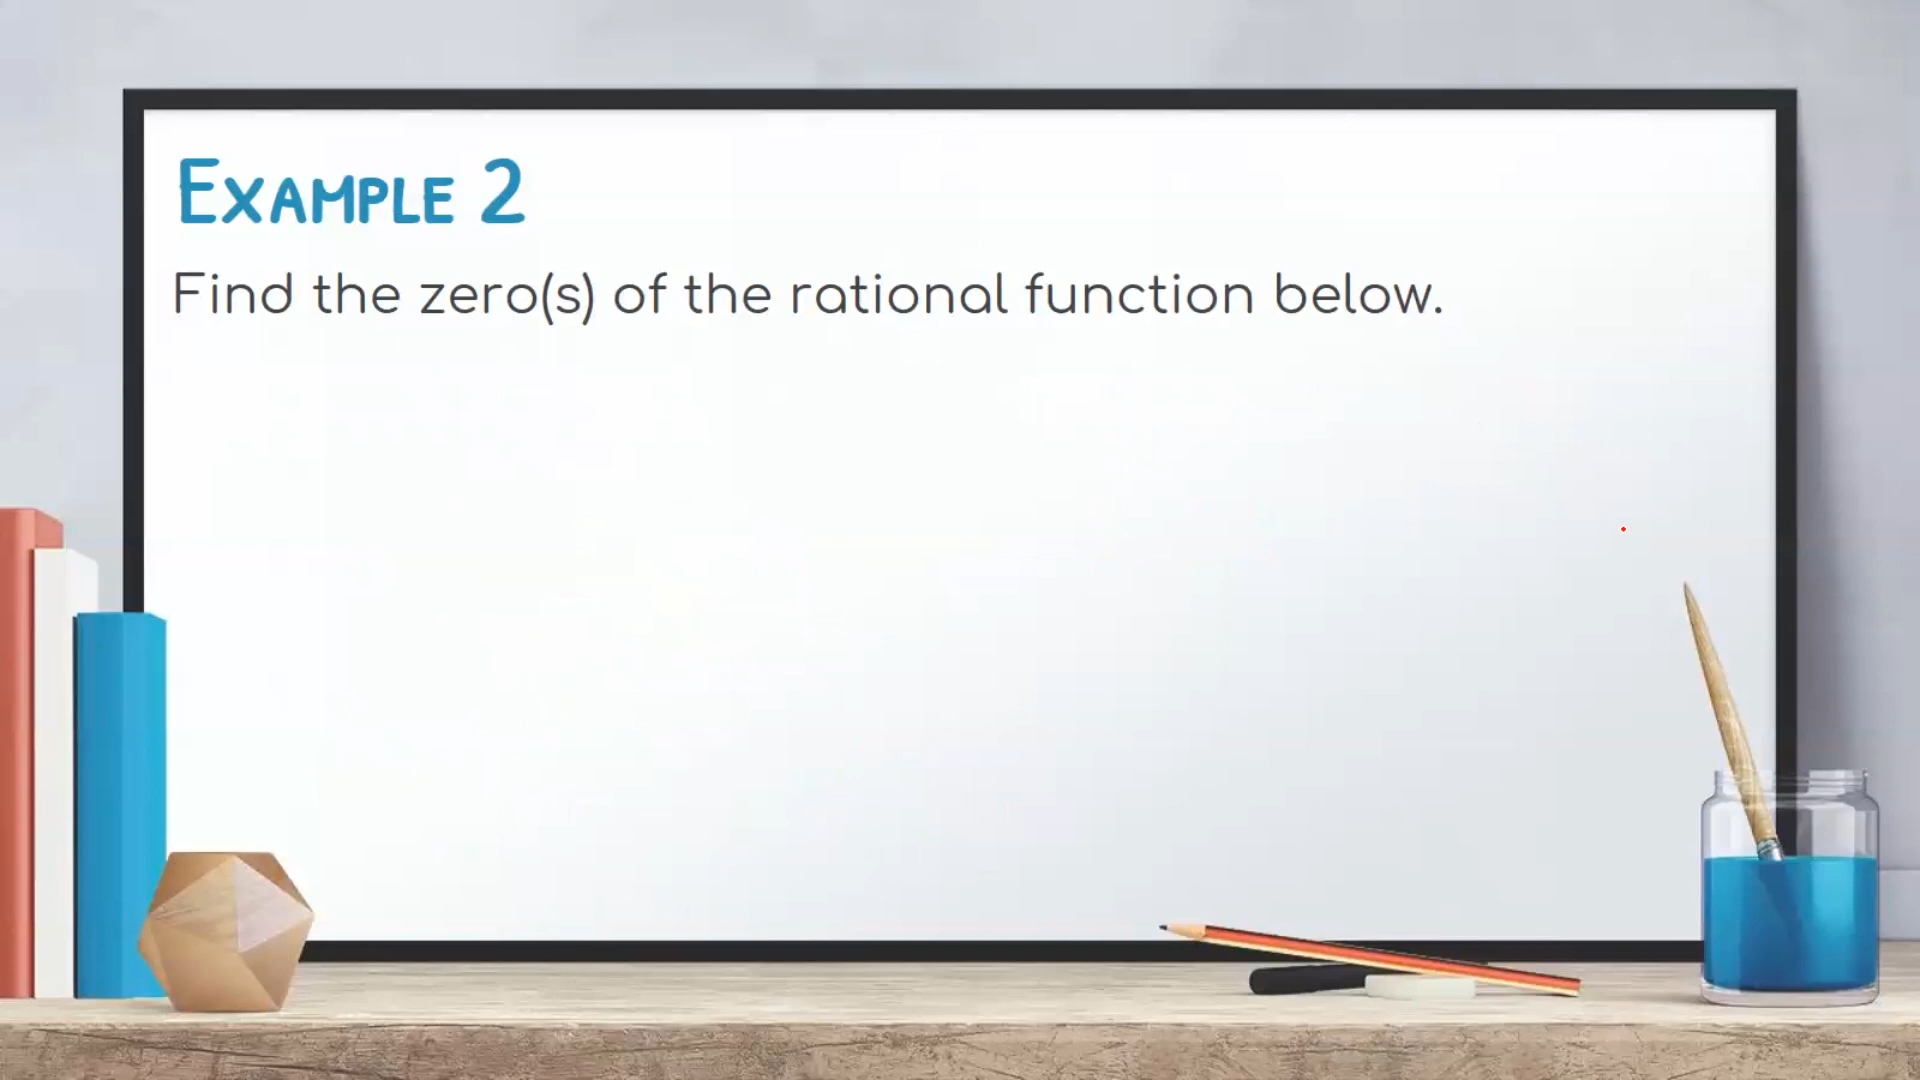 Example 2
Find the zero(s) of the rational function below.